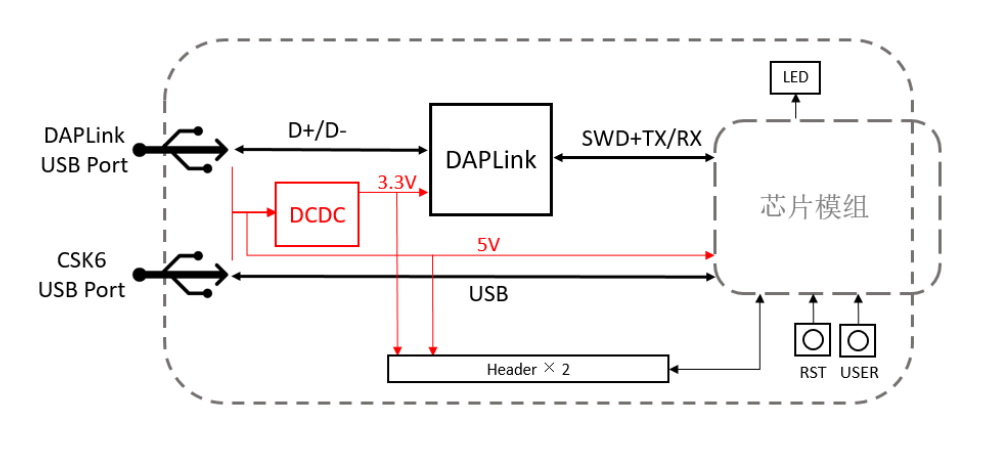 LED
DAPLink
USB Port
D+/D-
DAPLink
SWD+TX/RX
3.3V
DCDC
芯片模组
5V
CSK6
USB Port
USB
Header × 2
RST
USER